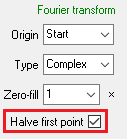 Fourier transform
Origin Start
Type Complex
Zero-fill 1 ×
Halve first point